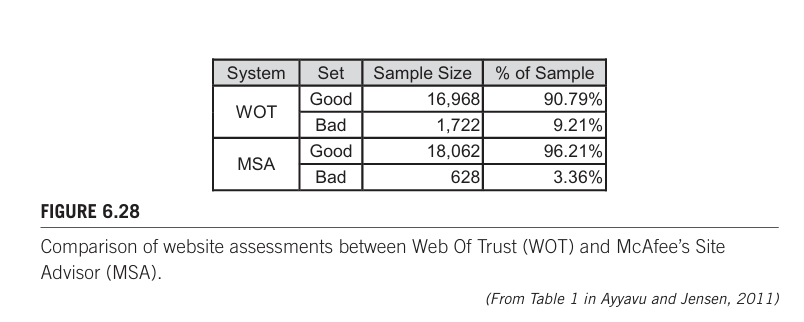 System Set Sample Size % of Sample
WOT Good 16,968 90.79%
Bad 1,722 9.21%
MSA Good 18,062 96.21%
Bad 628 3.36%
FIGURE 6.28
Comparison of website assessments between Web Of Trust (WOT) and McAfee’s Site
Advisor (MSA).
(From Table 1 in Ayyavu and Jensen, 2011)